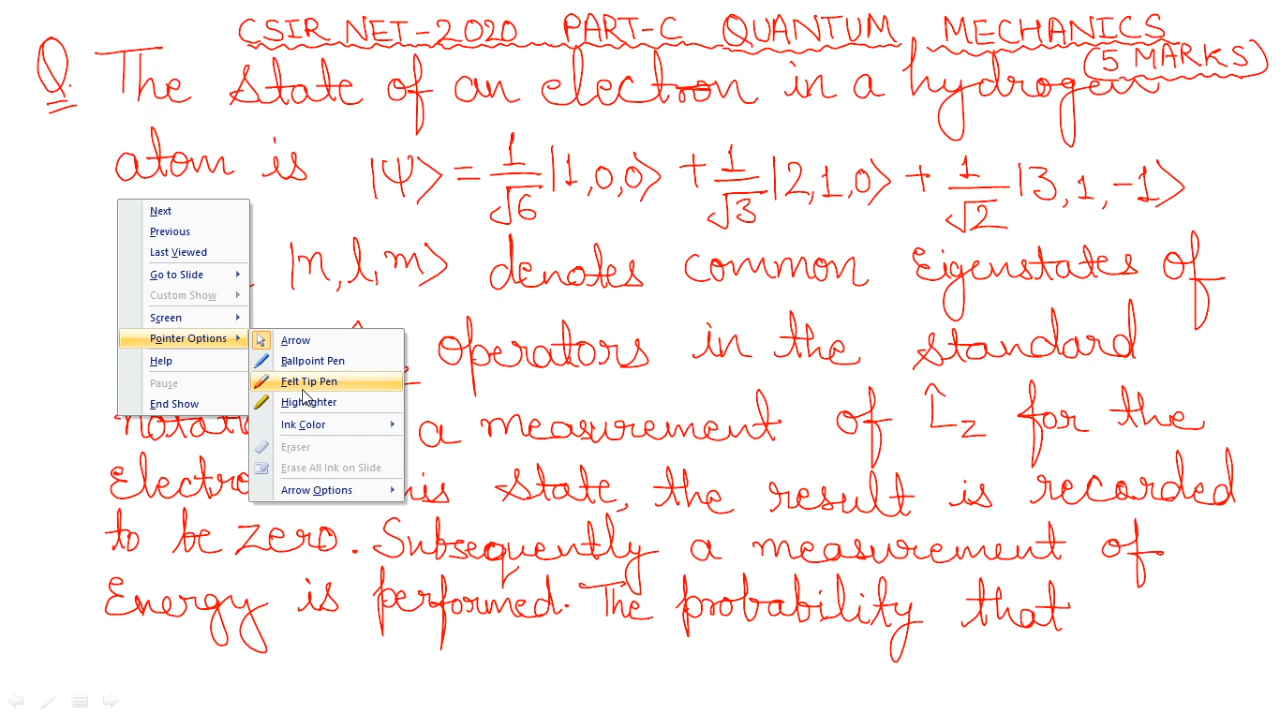 CSIR NET-2020 PART-C QUANTUM MECHANICS
(5 MARKS)
Q. The state of an electron in a hydrogen
atom is |Ψ> = 1/√6 |1,0,0> + 1/√3 |2,1,0> + 1/√2 |3,1,-1>
|n,l,m> denotes common Eigenstates of
operators in the standard
a measurement of L̂z for the
state, the result is recorded
to be zero. Subsequently a measurement of
Energy is performed. The probability that
Next
Previous
Last Viewed
Go to Slide
Custom Show
Screen
Pointer Options
Help
Pause
End Show
Arrow
Ballpoint Pen
Felt Tip Pen
Highlighter
Ink Color
Eraser
Erase All Ink on Slide
Arrow Options